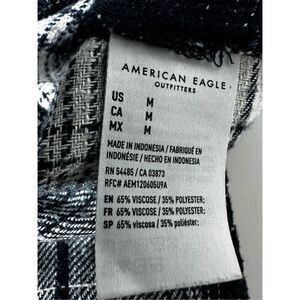 AMERICAN EAGLE
OUTFITTERS
US M
CA M
MX M
MADE IN INDONESIA / FABRIQUÉ EN
INDONÉSIE / HECHO EN INDONESIA
RN 54485 / CA 03873
RFC# AEM120605U9A
EN 65% VISCOSE / 35% POLYESTER;
FR 65% VISCOSE / 35% POLYESTER;
SP 65% viscosa / 35% poliéster;